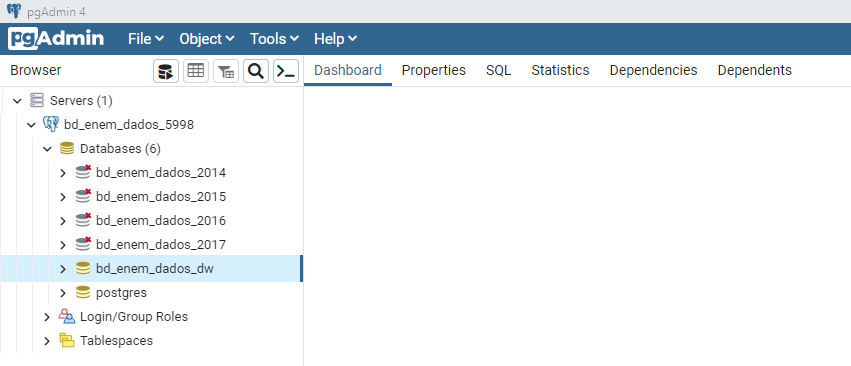 pgAdmin 4
pgAdmin File Object Tools Help
Browser Dashboard Properties SQL Statistics Dependencies Dependents
Servers (1)
bd_enem_dados_5998
Databases (6)
bd_enem_dados_2014
bd_enem_dados_2015
bd_enem_dados_2016
bd_enem_dados_2017
bd_enem_dados_dw
postgres
Login/Group Roles
Tablespaces